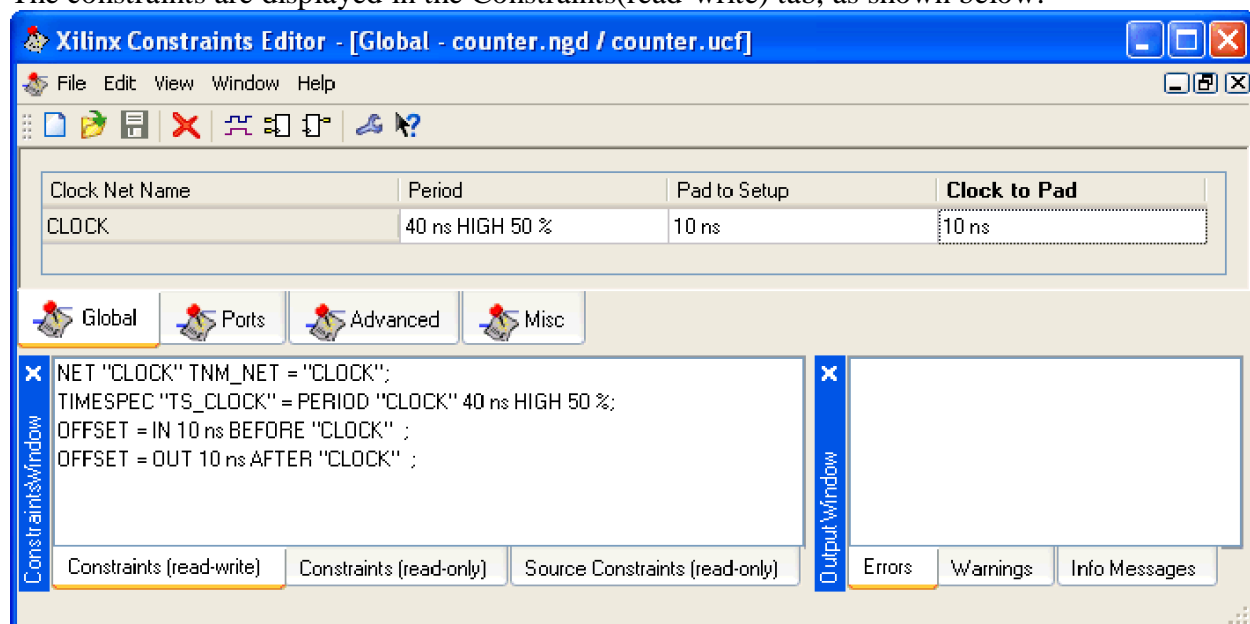 The constraints are displayed in the Constraints(read-write) tab, as shown below:
Xilinx Constraints Editor - [Global - counter.ngd / counter.ucf]
File Edit View Window Help
Clock Net Name Period Pad to Setup Clock to Pad
CLOCK 40 ns HIGH 50 % 10 ns 10 ns
Global Ports Advanced Misc
NET "CLOCK" TNM_NET = "CLOCK";
TIMESPEC "TS_CLOCK" = PERIOD "CLOCK" 40 ns HIGH 50 %;
OFFSET = IN 10 ns BEFORE "CLOCK" ;
OFFSET = OUT 10 ns AFTER "CLOCK" ;
ConstraintsWindow
Constraints (read-write) Constraints (read-only) Source Constraints (read-only)
Output Window
Errors Warnings Info Messages